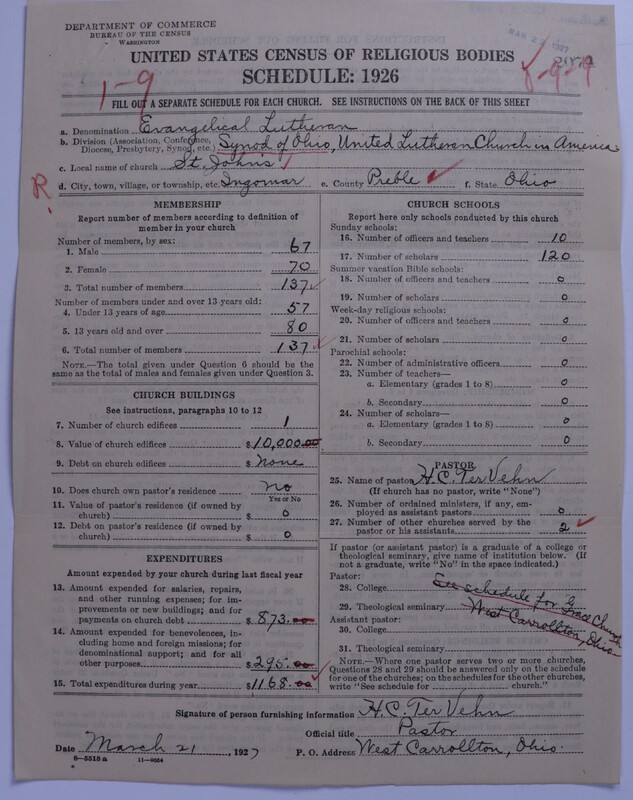 DEPARTMENT OF COMMERCE
BUREAU OF THE CENSUS
WASHINGTON
UNITED STATES CENSUS OF RELIGIOUS BODIES
SCHEDULE: 1926
1-9
8-9-9
FILL OUT A SEPARATE SCHEDULE FOR EACH CHURCH. SEE INSTRUCTIONS ON THE BACK OF THIS SHEET
a. Denomination Evangelical Lutheran
b. Division (Association, Conference, Diocese, Presbytery, Synod, etc.) Synod of Ohio, United Lutheran Church in America
c. Local name of church St. John's
R.
d. City, town, village, or township, etc. Ingomar e. County Preble f. State Ohio
MEMBERSHIP
Report number of members according to definition of member in your church
Number of members, by sex:
1. Male 67
2. Female 70
3. Total number of members 137
Number of members under and over 13 years old:
4. Under 13 years of age 57
5. 13 years old and over 80
6. Total number of members 137
NOTE.—The total given under Question 6 should be the same as the total of males and females given under Question 3.
CHURCH BUILDINGS
See instructions, paragraphs 10 to 12
7. Number of church edifices 1
8. Value of church edifices $10,000.00
9. Debt on church edifices $ None
10. Does church own pastor's residence No
Yes or No
11. Value of pastor's residence (if owned by church) $ 0
12. Debt on pastor's residence (if owned by church) $ 0
EXPENDITURES
Amount expended by your church during last fiscal year
13. Amount expended for salaries, repairs, and other running expenses; for improvements or new buildings; and for payments on church debt $873.00
14. Amount expended for benevolences, including home and foreign missions; for denominational support; and for all other purposes $295.00
15. Total expenditures during year $1168.00
CHURCH SCHOOLS
Report here only schools conducted by this church
Sunday schools:
16. Number of officers and teachers 10
17. Number of scholars 120
Summer vacation Bible schools:
18. Number of officers and teachers 0
19. Number of scholars 0
Week-day religious schools:
20. Number of officers and teachers 0
21. Number of scholars 0
Parochial schools:
22. Number of administrative officers 0
23. Number of teachers—
a. Elementary (grades 1 to 8) 0
b. Secondary 0
24. Number of scholars—
a. Elementary (grades 1 to 8) 0
b. Secondary 0
PASTOR
25. Name of pastor H. C. Ter Vehn
(If church has no pastor, write "None")
26. Number of ordained ministers, if any, employed as assistant pastors 0
27. Number of other churches served by the pastor or his assistants 2
If pastor (or assistant pastor) is a graduate of a college or theological seminary, give name of institution below. (If not a graduate, write "No" in the space indicated.)
Pastor:
28. College See schedule for Grace Church
29. Theological seminary West Carrollton, Ohio
Assistant pastor:
30. College
31. Theological seminary
NOTE.—Where one pastor serves two or more churches, Questions 28 and 29 should be answered only on the schedule for one of the churches; on the schedules for the other churches, write "See schedule for church."
Signature of person furnishing information H. C. Ter Vehn
Official title Pastor
Date March 21, 1927 P. O. Address West Carrollton, Ohio.
8—5518 a 11—9554